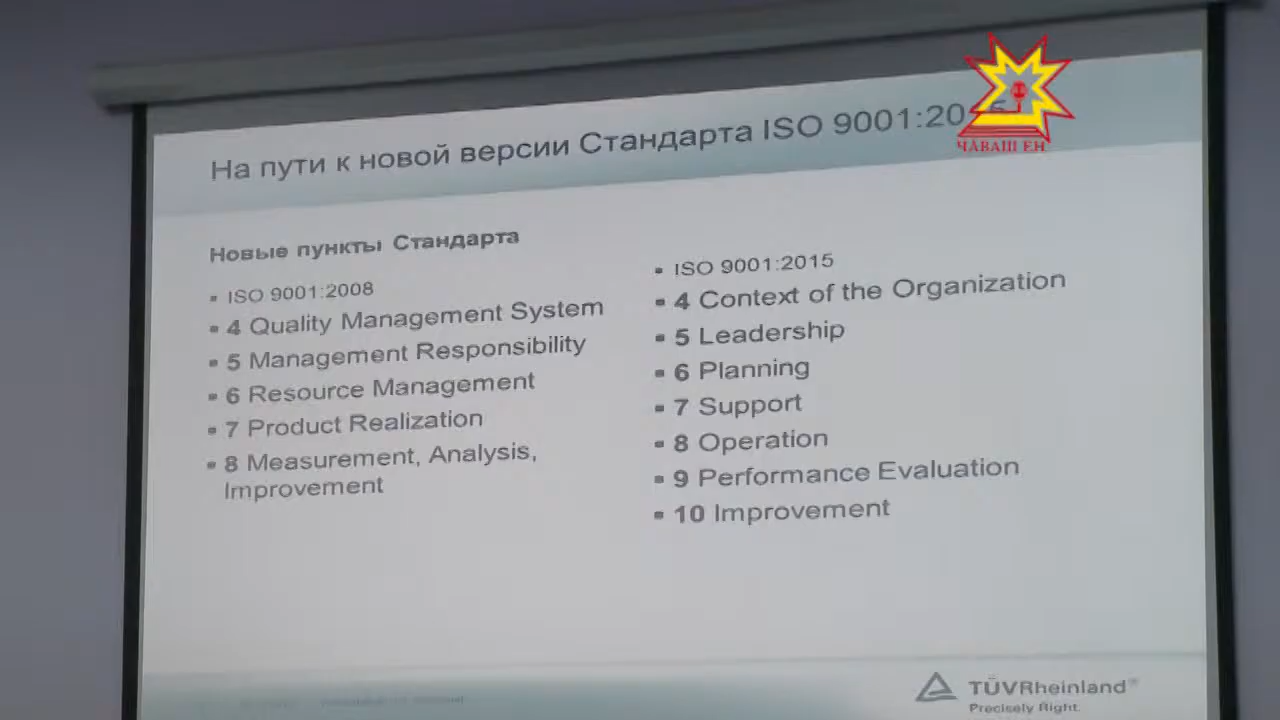 На пути к новой версии Стандарта ISO 9001:2015
ЧĂВАШ ЕН
Новые пункты Стандарта
▪ ISO 9001:2008
▪ 4 Quality Management System
▪ 5 Management Responsibility
▪ 6 Resource Management
▪ 7 Product Realization
▪ 8 Measurement, Analysis,
Improvement
▪ ISO 9001:2015
▪ 4 Context of the Organization
▪ 5 Leadership
▪ 6 Planning
▪ 7 Support
▪ 8 Operation
▪ 9 Performance Evaluation
▪ 10 Improvement
TÜVRheinland®
Precisely Right.